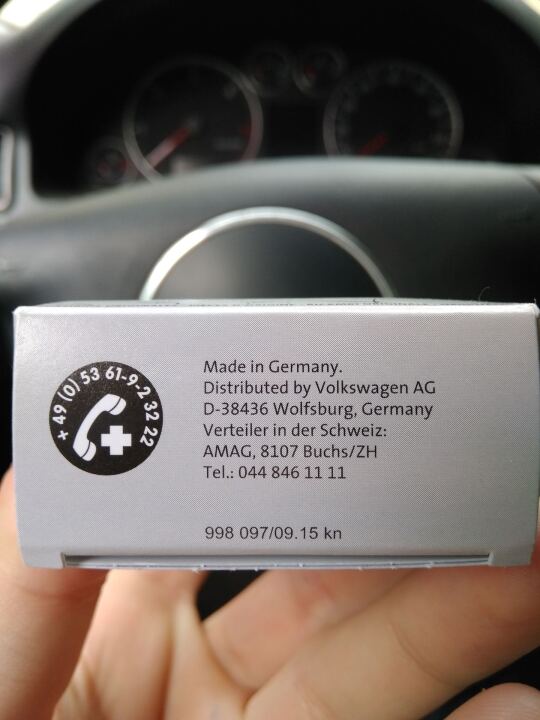 + 49 (0) 53 61-9-2 32 22
Made in Germany.
Distributed by Volkswagen AG
D-38436 Wolfsburg, Germany
Verteiler in der Schweiz:
AMAG, 8107 Buchs/ZH
Tel.: 044 846 11 11
998 097/09.15 kn